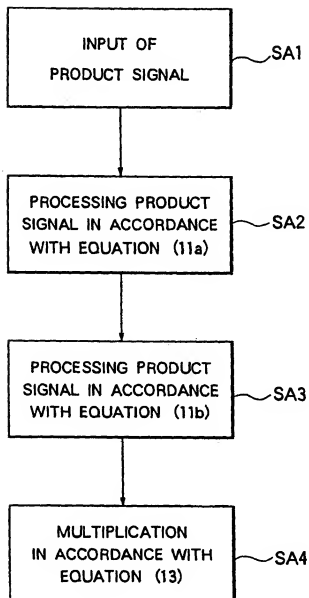 INPUT OF
PRODUCT SIGNAL
SA1
PROCESSING PRODUCT
SIGNAL IN ACCORDANCE
WITH EQUATION (11a)
SA2
PROCESSING PRODUCT
SIGNAL IN ACCORDANCE
WITH EQUATION (11b)
SA3
MULTIPLICATION
IN ACCORDANCE WITH
EQUATION (13)
SA4